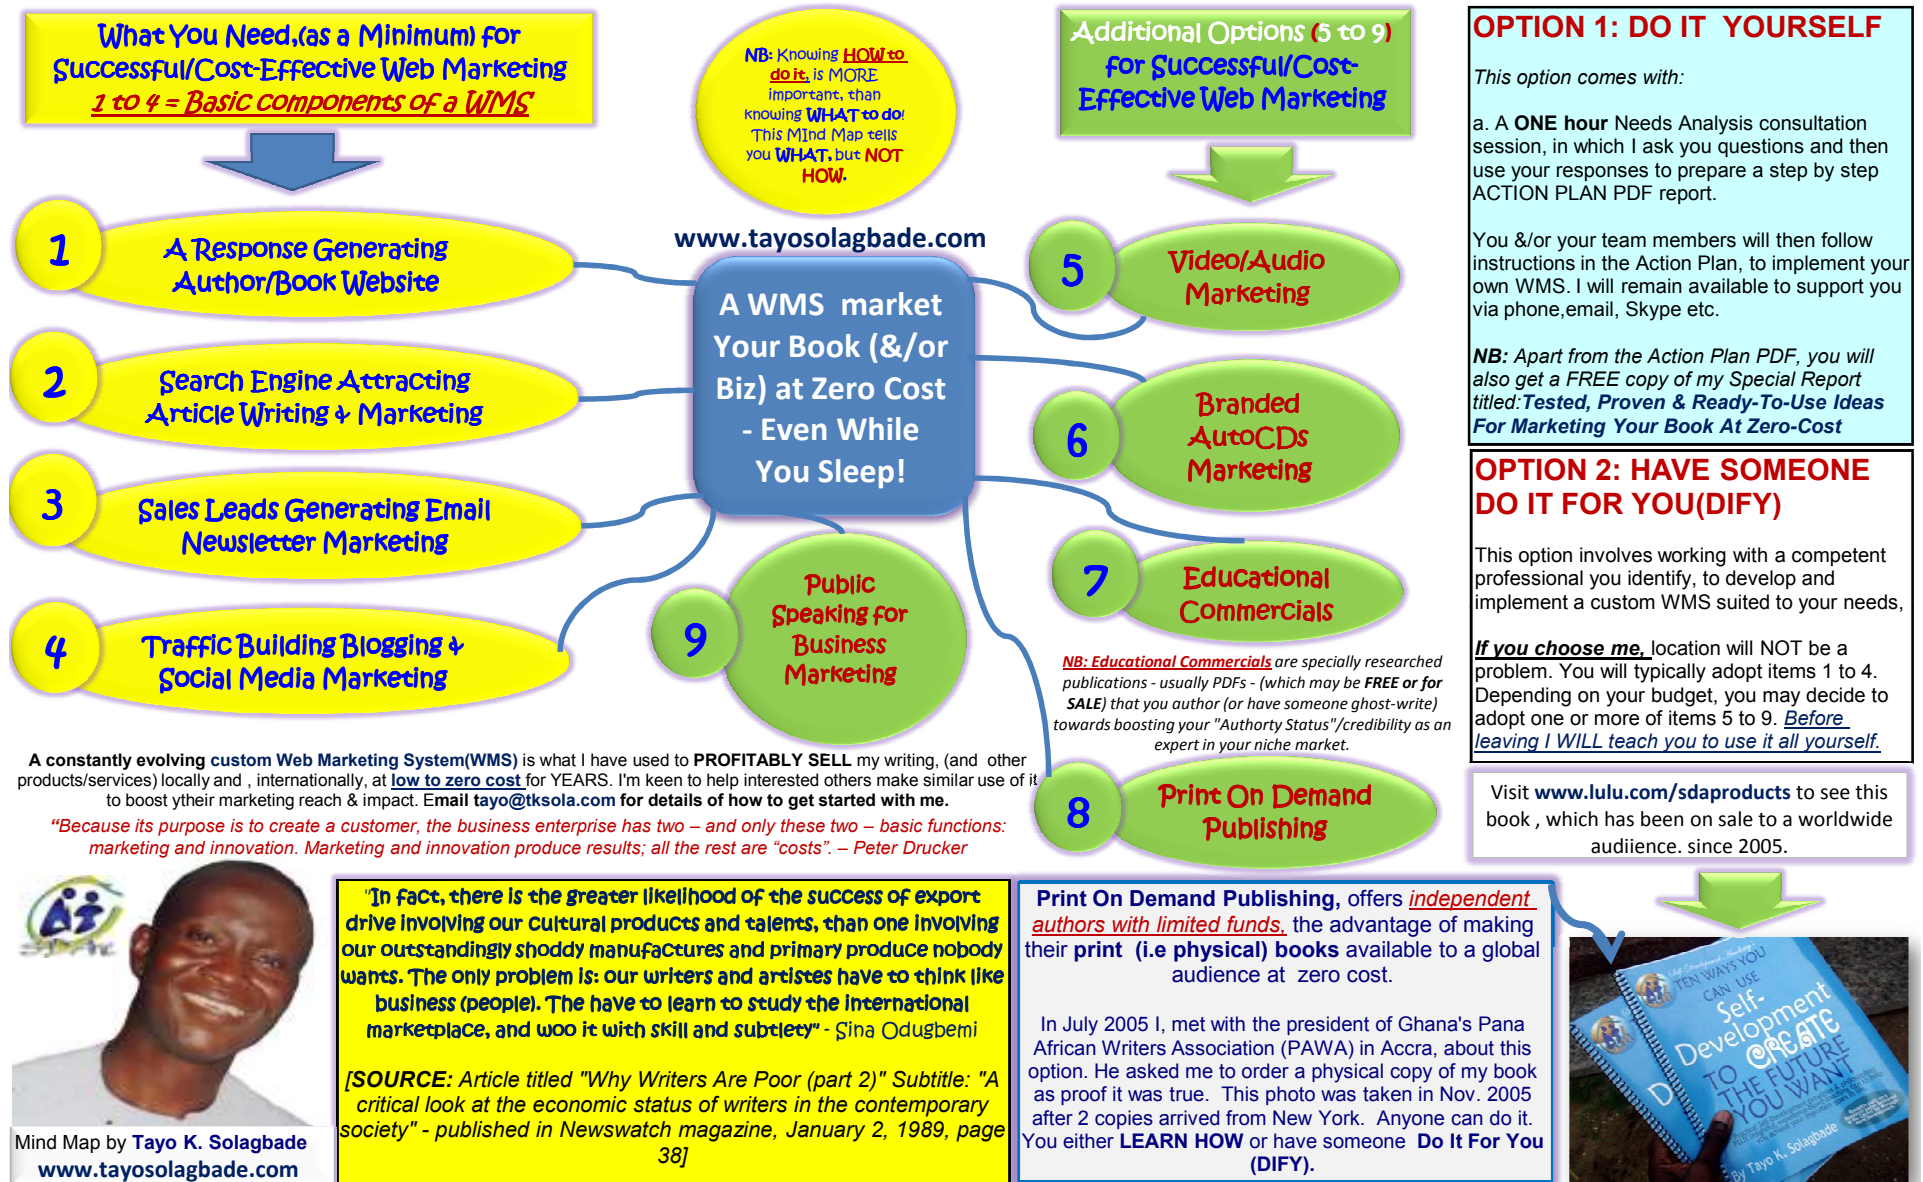 What You Need,(as a Minimum) for
Successful/Cost-Effective Web Marketing
1 to 4 = Basic components of a WMS
NB: Knowing HOW to
do it, is MORE
important, than
knowing WHAT to do!
This MInd Map tells
you WHAT, but NOT
HOW.
Additional Options (5 to 9)
for Successful/Cost-
Effective Web Marketing
1
A Response Generating
Author/Book Website
2
Search Engine Attracting
Article Writing & Marketing
3
Sales Leads Generating Email
Newsletter Marketing
4
Traffic Building Blogging &
Social Media Marketing
www.tayosolagbade.com
A WMS market
Your Book (&/or
Biz) at Zero Cost
- Even While
You Sleep!
5
Video/Audio
Marketing
6
Branded
AutoCDs
Marketing
7
Educational
Commercials
NB: Educational Commercials are specially researched
publications - usually PDFs - (which may be FREE or for
SALE) that you author (or have someone ghost-write)
towards boosting your "Authorty Status"/credibility as an
expert in your niche market.
8
Print On Demand
Publishing
9
Public
Speaking for
Business
Marketing
OPTION 1: DO IT YOURSELF
This option comes with:
a. A ONE hour Needs Analysis consultation
session, in which I ask you questions and then
use your responses to prepare a step by step
ACTION PLAN PDF report.
You &/or your team members will then follow
instructions in the Action Plan, to implement your
own WMS. I will remain available to support you
via phone,email, Skype etc.
NB: Apart from the Action Plan PDF, you will
also get a FREE copy of my Special Report
titled:Tested, Proven & Ready-To-Use Ideas
For Marketing Your Book At Zero-Cost
OPTION 2: HAVE SOMEONE
DO IT FOR YOU(DIFY)
This option involves working with a competent
professional you identify, to develop and
implement a custom WMS suited to your needs,
If you choose me, location will NOT be a
problem. You will typically adopt items 1 to 4.
Depending on your budget, you may decide to
adopt one or more of items 5 to 9. Before
leaving I WILL teach you to use it all yourself.
Visit www.lulu.com/sdaproducts to see this
book , which has been on sale to a worldwide
audiience. since 2005.
A constantly evolving custom Web Marketing System(WMS) is what I have used to PROFITABLY SELL my writing, (and other
products/services) locally and , internationally, at low to zero cost for YEARS. I'm keen to help interested others make similar use of it
to boost ytheir marketing reach & impact. Email tayo@tksola.com for details of how to get started with me.
“Because its purpose is to create a customer, the business enterprise has two – and only these two – basic functions:
marketing and innovation. Marketing and innovation produce results; all the rest are “costs”. – Peter Drucker
Mind Map by Tayo K. Solagbade
www.tayosolagbade.com
"In fact, there is the greater likelihood of the success of export
drive involving our cultural products and talents, than one involving
our outstandingly shoddy manufactures and primary produce nobody
wants. The only problem is: our writers and artistes have to think like
business (people). The have to learn to study the international
marketplace, and woo it with skill and subtlety" - Sina Odugbemi
[SOURCE: Article titled "Why Writers Are Poor (part 2)" Subtitle: "A
critical look at the economic status of writers in the contemporary
society" - published in Newswatch magazine, January 2, 1989, page
38]
Print On Demand Publishing, offers independent
authors with limited funds, the advantage of making
their print (i.e physical) books available to a global
audience at zero cost.
In July 2005 I, met with the president of Ghana's Pana
African Writers Association (PAWA) in Accra, about this
option. He asked me to order a physical copy of my book
as proof it was true. This photo was taken in Nov. 2005
after 2 copies arrived from New York. Anyone can do it.
You either LEARN HOW or have someone Do It For You
(DIFY).
TEN WAYS YOU
CAN USE
Self-
Development
TO CREATE
THE FUTURE
YOU WANT
By Tayo K. Solagbade